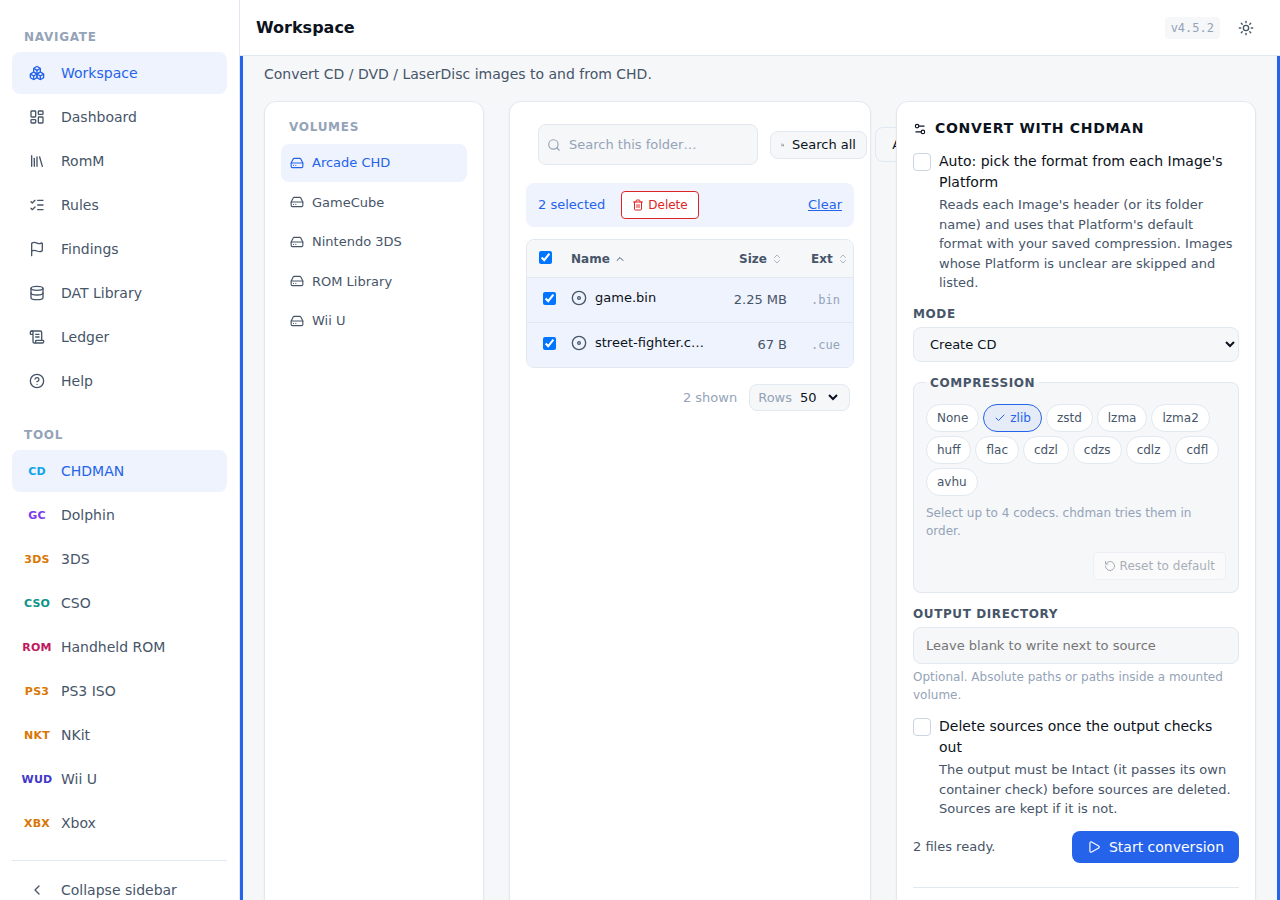 NAVIGATE
Workspace
Dashboard
RomM
Rules
Findings
DAT Library
Ledger
Help
TOOL
CD CHDMAN
GC Dolphin
3DS 3DS
CSO CSO
ROM Handheld ROM
PS3 PS3 ISO
NKT NKit
WUD Wii U
XBX Xbox
Collapse sidebar
Workspace
v4.5.2
Convert CD / DVD / LaserDisc images to and from CHD.
VOLUMES
Arcade CHD
GameCube
Nintendo 3DS
ROM Library
Wii U
Search this folder…
Search all
2 selected
Delete
Clear
Name Size Ext
game.bin 2.25 MB .bin
street-fighter.c… 67 B .cue
2 shown
Rows 50
CONVERT WITH CHDMAN
Auto: pick the format from each Image's
Platform
Reads each Image's header (or its folder
name) and uses that Platform's default
format with your saved compression. Images
whose Platform is unclear are skipped and
listed.
MODE
Create CD
COMPRESSION
None zlib zstd lzma lzma2
huff flac cdzl cdzs cdlz cdfl
avhu
Select up to 4 codecs. chdman tries them in
order.
Reset to default
OUTPUT DIRECTORY
Leave blank to write next to source
Optional. Absolute paths or paths inside a mounted
volume.
Delete sources once the output checks
out
The output must be Intact (it passes its own
container check) before sources are deleted.
Sources are kept if it is not.
2 files ready.
Start conversion